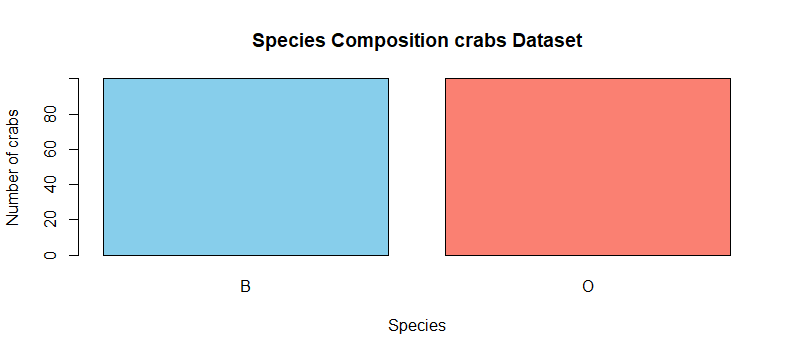 Species Composition crabs Dataset
Number of crabs
80
60
40
20
0
B O
Species